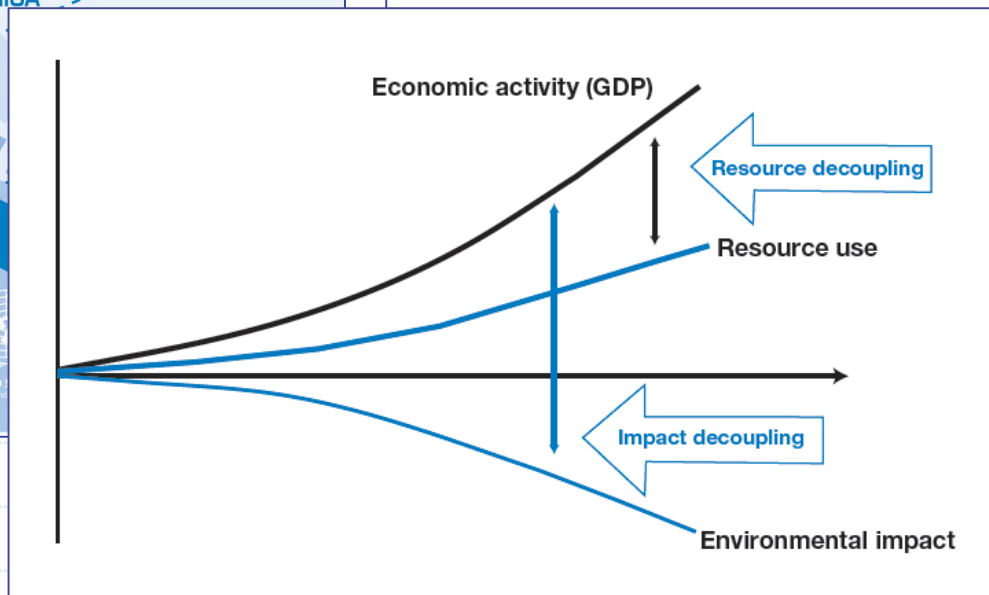 Economic activity (GDP)
Resource decoupling
Resource use
Impact decoupling
Environmental impact